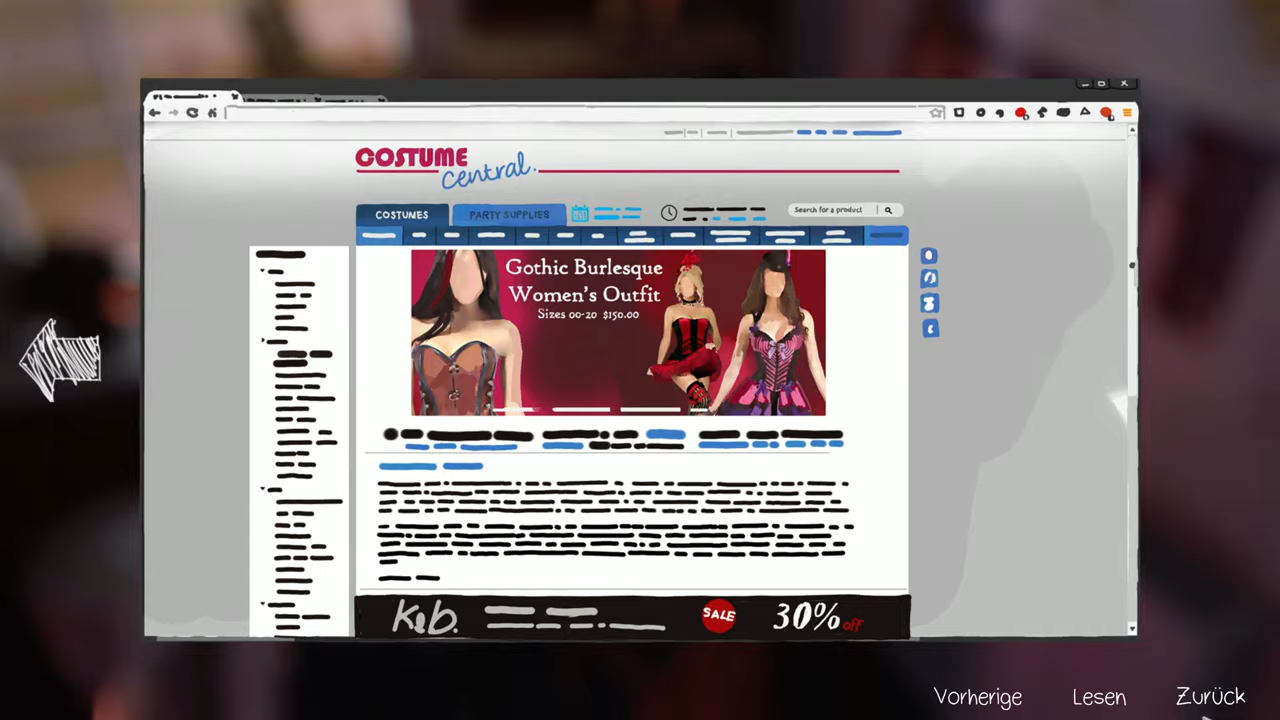 COSTUME
central.
COSTUMES
PARTY SUPPLIES
Search for a product
Gothic Burlesque
Women's Outfit
Sizes 00-20 $150.00
K&b.
SALE
30% off
Vorherige
Lesen
Zurück